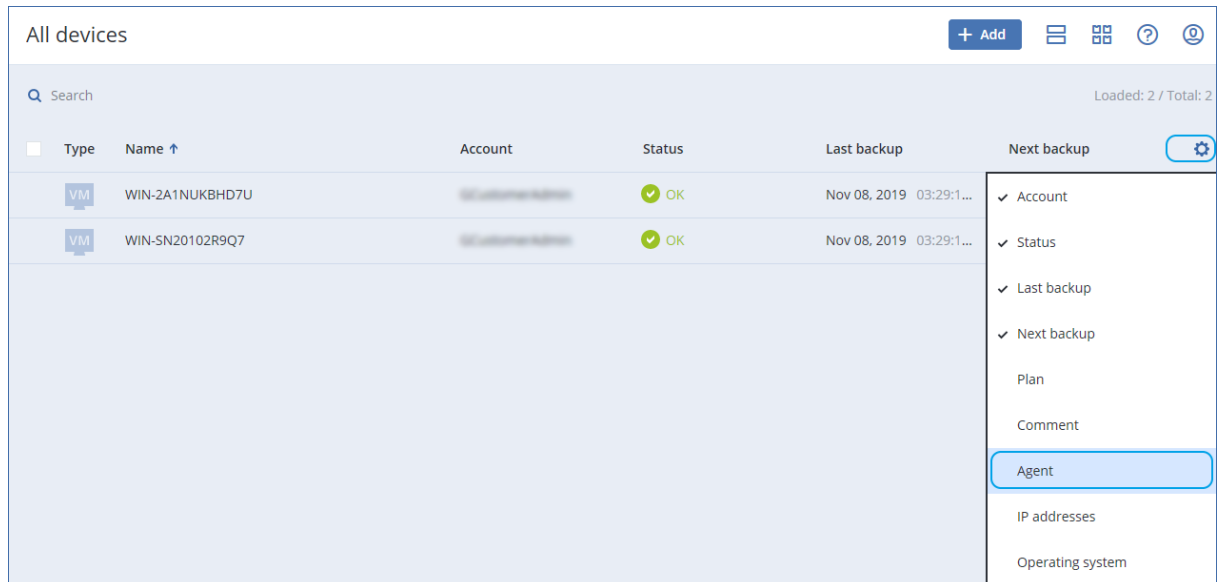 All devices
+ Add
Search
Loaded: 2 / Total: 2
Type Name Account Status Last backup Next backup
VM WIN-2A1NUKBHD7U OK Nov 08, 2019 03:29:1...
VM WIN-SN20102R9Q7 OK Nov 08, 2019 03:29:1...
Account
Status
Last backup
Next backup
Plan
Comment
Agent
IP addresses
Operating system